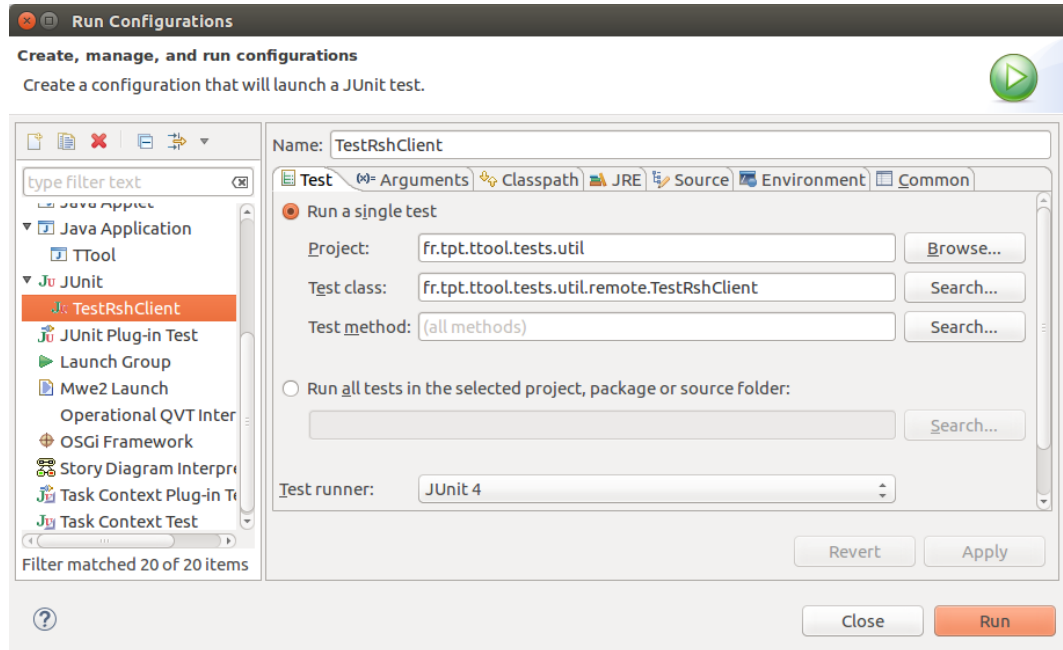 Run Configurations
Create, manage, and run configurations
Create a configuration that will launch a JUnit test.
type filter text
Java Applet
Java Application
TTool
JUnit
TestRshClient
JUnit Plug-in Test
Launch Group
Mwe2 Launch
Operational QVT Inter
OSGi Framework
Story Diagram Interpre
Task Context Plug-in Te
Task Context Test
Filter matched 20 of 20 items
Name: TestRshClient
Test (x)= Arguments Classpath JRE Source Environment Common
Run a single test
Project: fr.tpt.ttool.tests.util Browse...
Test class: fr.tpt.ttool.tests.util.remote.TestRshClient Search...
Test method: (all methods) Search...
Run all tests in the selected project, package or source folder:
Search...
Test runner: JUnit 4
Revert Apply
? Close Run